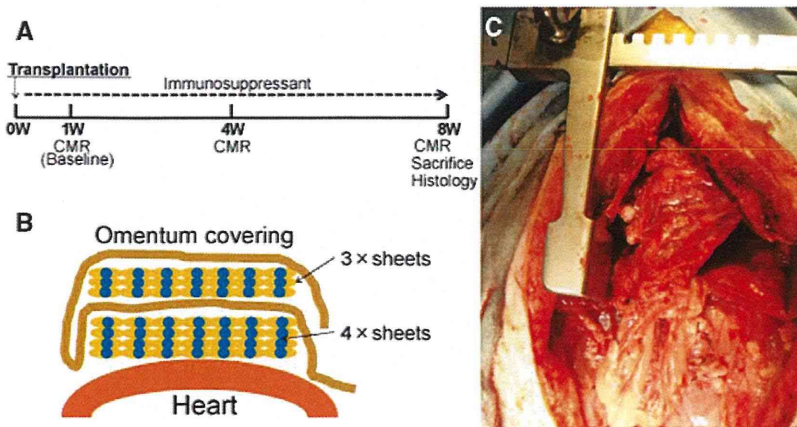 A
Transplantation
Immunosuppressant
0W 1W 4W 8W
CMR CMR CMR
(Baseline) Sacrifice
Histology
B
Omentum covering
3 × sheets
4 × sheets
Heart
C